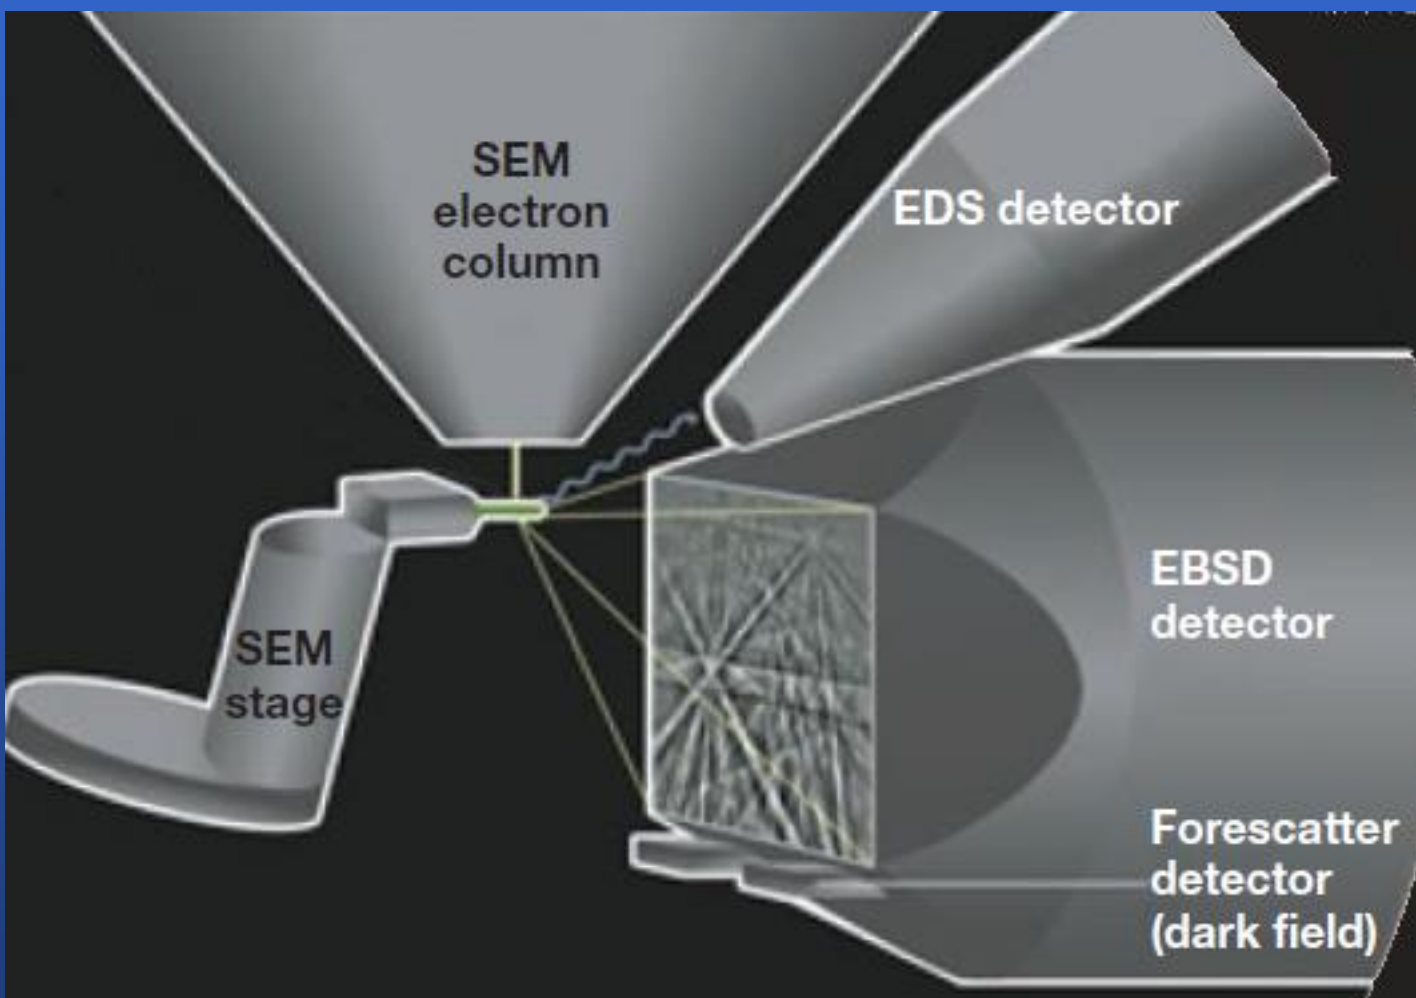 SEM
electron
column
EDS detector
EBSD
detector
SEM
stage
Forescatter
detector
(dark field)